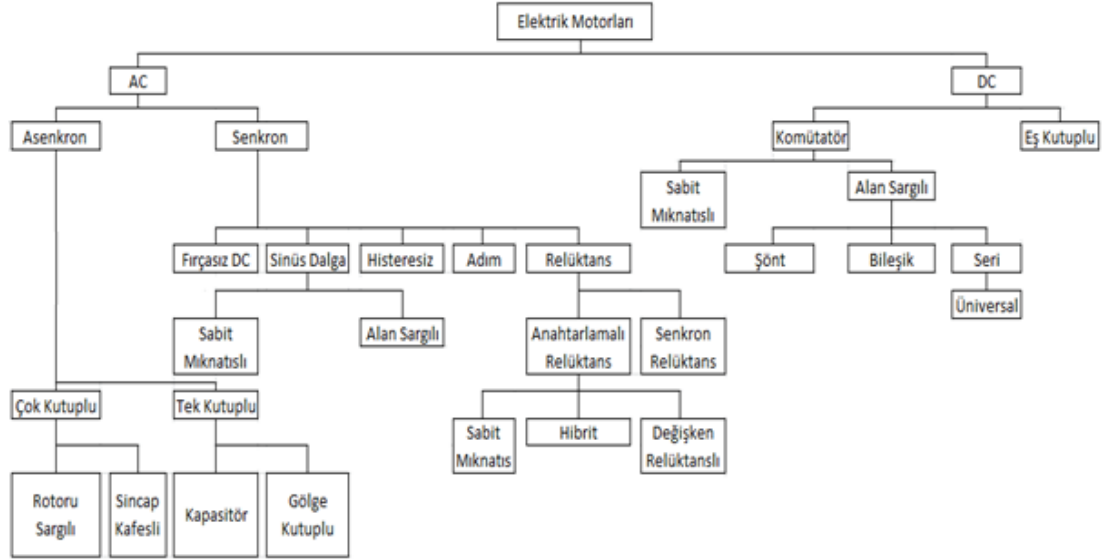 Elektrik Motorları
AC
DC
Asenkron
Senkron
Komütatör
Eş Kutuplu
Sabit
Mıknatıslı
Alan Sargılı
Fırçasız DC
Sinüs Dalga
Histeresiz
Adım
Relüktans
Şönt
Bileşik
Seri
Üniversal
Sabit
Mıknatıslı
Alan Sargılı
Anahtarlamalı
Relüktans
Senkron
Relüktans
Çok Kutuplu
Tek Kutuplu
Sabit
Mıknatıs
Hibrit
Değişken
Relüktanslı
Rotoru
Sargılı
Sincap
Kafesli
Kapasitör
Gölge
Kutuplu